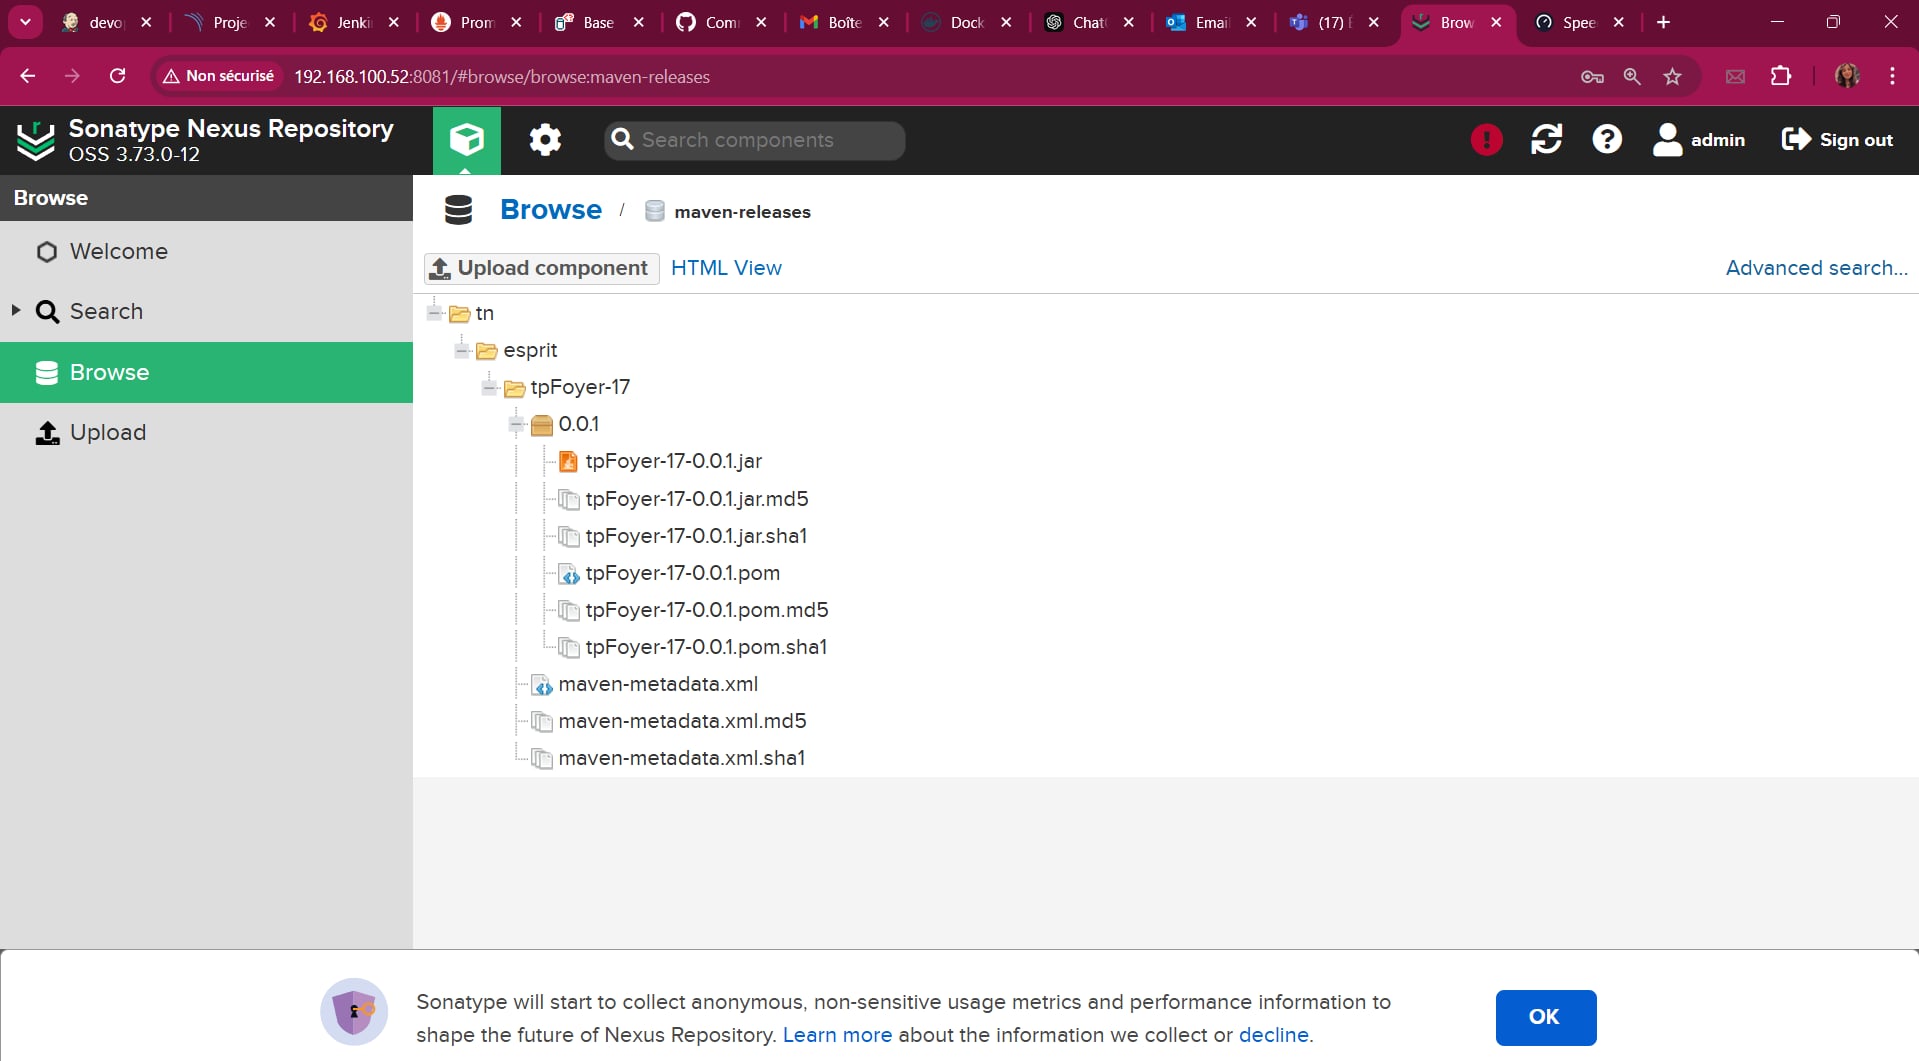 devo
Proje
Jenki
Prom
Base
Com
Boîte
Dock
Chat
Email
(17)
Brow
Spee
Non sécurisé
192.168.100.52:8081/#browse/browse:maven-releases
Sonatype Nexus Repository
OSS 3.73.0-12
Search components
admin
Sign out
Browse
Welcome
Search
Browse
Upload
Browse / maven-releases
Upload component
HTML View
Advanced search...
tn
esprit
tpFoyer-17
0.0.1
tpFoyer-17-0.0.1.jar
tpFoyer-17-0.0.1.jar.md5
tpFoyer-17-0.0.1.jar.sha1
tpFoyer-17-0.0.1.pom
tpFoyer-17-0.0.1.pom.md5
tpFoyer-17-0.0.1.pom.sha1
maven-metadata.xml
maven-metadata.xml.md5
maven-metadata.xml.sha1
Sonatype will start to collect anonymous, non-sensitive usage metrics and performance information to
shape the future of Nexus Repository. Learn more about the information we collect or decline.
OK